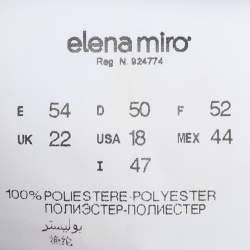 elena miro®
Reg N. 924774
E 54 D 50 F 52
UK 22 USA 18 MEX 44
I 47
100% POLIESTERE-POLYESTER
ПОЛИЭСТЕР-ПОЛИЕСТЕР
بوليستر